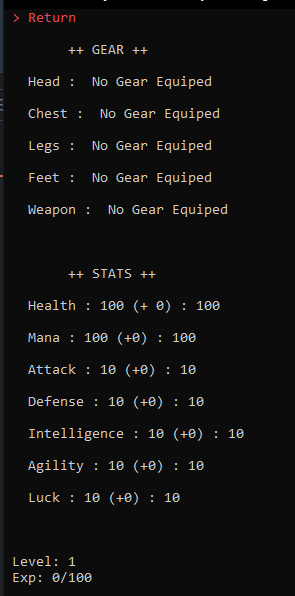 > Return
++ GEAR ++
Head : No Gear Equiped
Chest : No Gear Equiped
Legs : No Gear Equiped
Feet : No Gear Equiped
Weapon : No Gear Equiped
++ STATS ++
Health : 100 (+ 0) : 100
Mana : 100 (+0) : 100
Attack : 10 (+0) : 10
Defense : 10 (+0) : 10
Intelligence : 10 (+0) : 10
Agility : 10 (+0) : 10
Luck : 10 (+0) : 10
Level: 1
Exp: 0/100